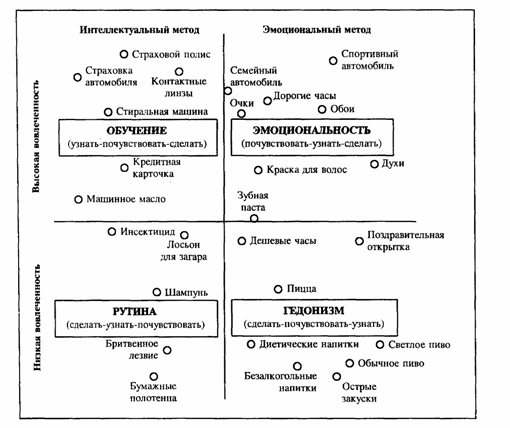 Интеллектуальный метод
Эмоциональный метод
Высокая вовлеченность
Страховой полис
Страховка
автомобиля
Контактные
линзы
Стиральная машина
ОБУЧЕНИЕ
(узнать-почувствовать-сделать)
Кредитная
карточка
Машинное масло
Спортивный
автомобиль
Семейный
автомобиль
Очки
Дорогие часы
Обои
ЭМОЦИОНАЛЬНОСТЬ
(почувствовать-узнать-сделать)
Краска для волос
Духи
Зубная
паста
Низкая вовлеченность
Инсектицид
Лосьон
для загара
Шампунь
РУТИНА
(сделать-узнать-почувствовать)
Бритвенное
лезвие
Бумажные
полотенца
Дешевые часы
Поздравительная
открытка
Пицца
ГЕДОНИЗМ
(сделать-почувствовать-узнать)
Диетические напитки
Светлое пиво
Обычное пиво
Безалкогольные
напитки
Острые
закуски